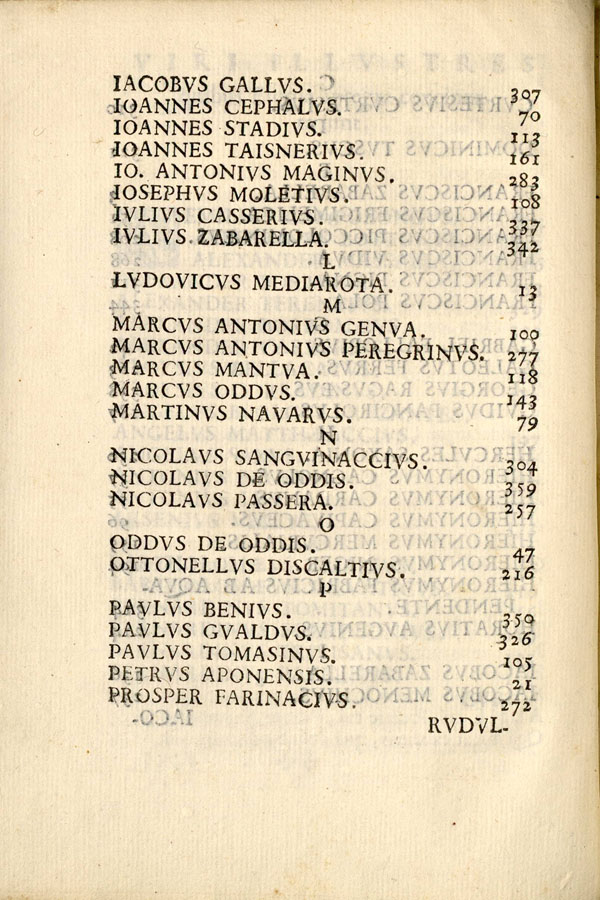 IACOBVS GALLVS. 307
IOANNES CEPHALVS. 70
IOANNES STADIVS. 113
IOANNES TAISNERIVS. 161
IO. ANTONIVS MAGINVS. 283
IOSEPHVS MOLETIVS. 108
IVLIVS CASSERIVS. 337
IVLIVS ZABARELLA. 342
L
LVDOVICVS MEDIAROTA. 13
M
MARCVS ANTONIVS GENVA. 100
MARCVS ANTONIVS PEREGRINVS. 277
MARCVS MANTVA. 118
MARCVS ODDVS. 143
MARTINVS NAVARVS. 79
N
NICOLAVS SANGVINACCIVS. 304
NICOLAVS DE ODDIS. 359
NICOLAVS PASSERA. 257
O
ODDVS DE ODDIS. 47
OTTONELLVS DISCALTIVS. 216
P
PAVLVS BENIVS. 350
PAVLVS GVALDVS. 326
PAVLVS TOMASINVS. 105
PETRVS APONENSIS. 21
PROSPER FARINACIVS. 272
RVDVL-